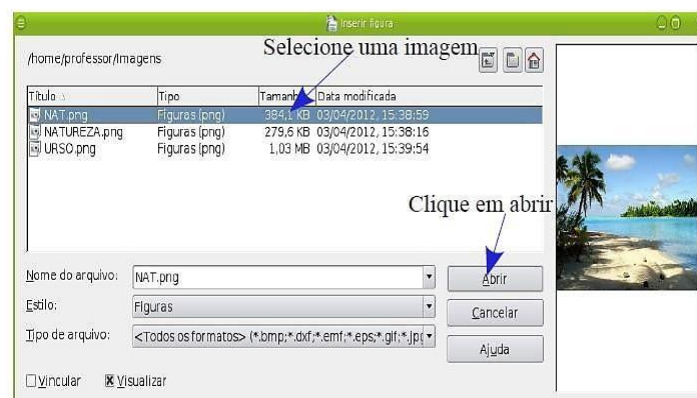 Inserir figura
/home/professor/Imagens
Selecione uma imagem
Título Tipo Tamanh Data modificada
NAT.png Figuras (png) 384,1 KB 03/04/2012, 15:38:59
NATUREZA.png Figuras (png) 279,6 KB 03/04/2012, 15:38:16
URSO.png Figuras (png) 1,03 MB 03/04/2012, 15:39:54
Clique em abrir
Nome do arquivo: NAT.png Abrir
Estilo: Figuras Cancelar
Tipo de arquivo: <Todos os formatos> (*.bmp;*.dxf;*.emf;*.eps;*.gif;*.jpg Ajuda
Vincular Visualizar